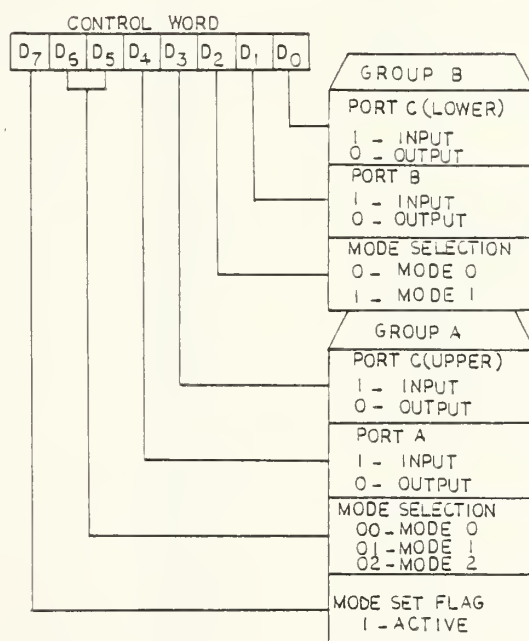 CONTROL WORD
D7 D6 D5 D4 D3 D2 D1 D0
GROUP B
PORT C (LOWER)
1 - INPUT
0 - OUTPUT
PORT B
1 - INPUT
0 - OUTPUT
MODE SELECTION
0 - MODE 0
1 - MODE 1
GROUP A
PORT C(UPPER)
1 - INPUT
0 - OUTPUT
PORT A
1 - INPUT
0 - OUTPUT
MODE SELECTION
00-MODE 0
01-MODE 1
02-MODE 2
MODE SET FLAG
1 - ACTIVE